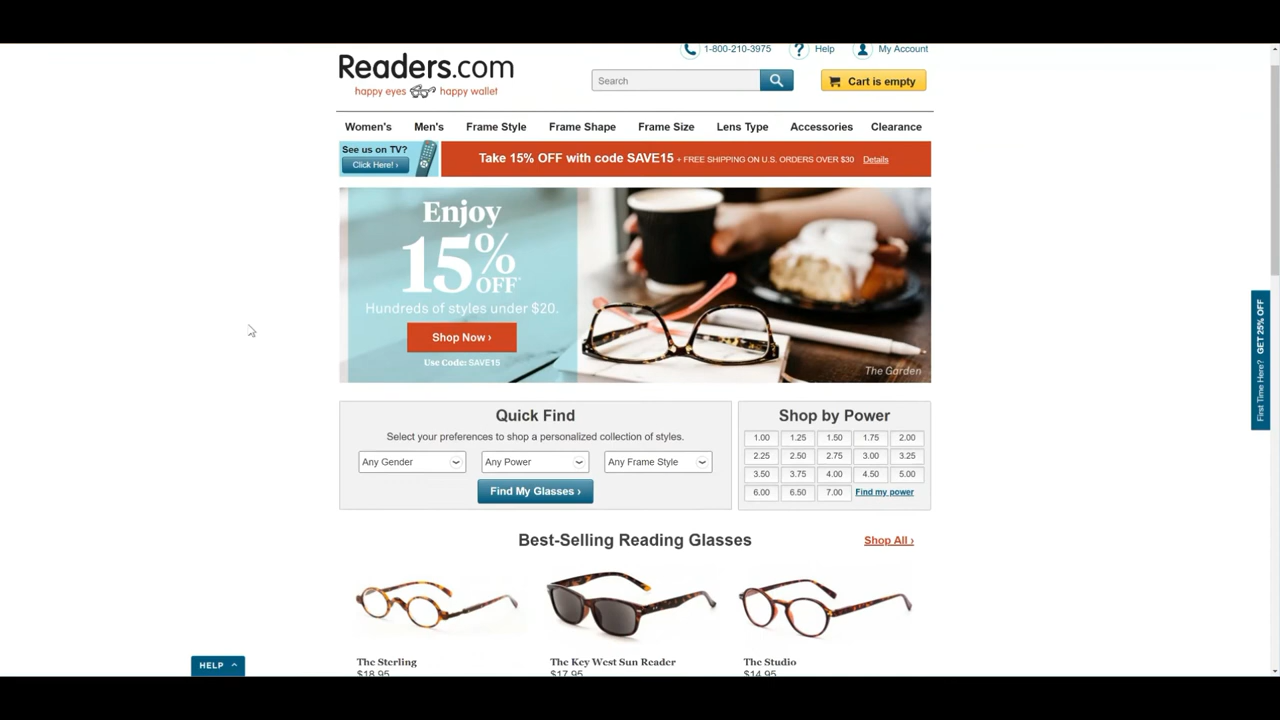 1-800-210-3975 Help My Account
Readers.com
happy eyes happy wallet
Search
Cart is empty
Women's Men's Frame Style Frame Shape Frame Size Lens Type Accessories Clearance
See us on TV?
Click Here! ›
Take 15% OFF with code SAVE15 + FREE SHIPPING ON U.S. ORDERS OVER $30 Details
Enjoy
15%
OFF*
Hundreds of styles under $20.
Shop Now ›
Use Code: SAVE15
The Garden
First Time Here? GET 25% OFF
Quick Find
Select your preferences to shop a personalized collection of styles.
Any Gender Any Power Any Frame Style
Find My Glasses ›
Shop by Power
1.00 1.25 1.50 1.75 2.00
2.25 2.50 2.75 3.00 3.25
3.50 3.75 4.00 4.50 5.00
6.00 6.50 7.00 Find my power
Best-Selling Reading Glasses
Shop All ›
The Sterling The Key West Sun Reader The Studio
$18.95 $17.95 $14.95
HELP